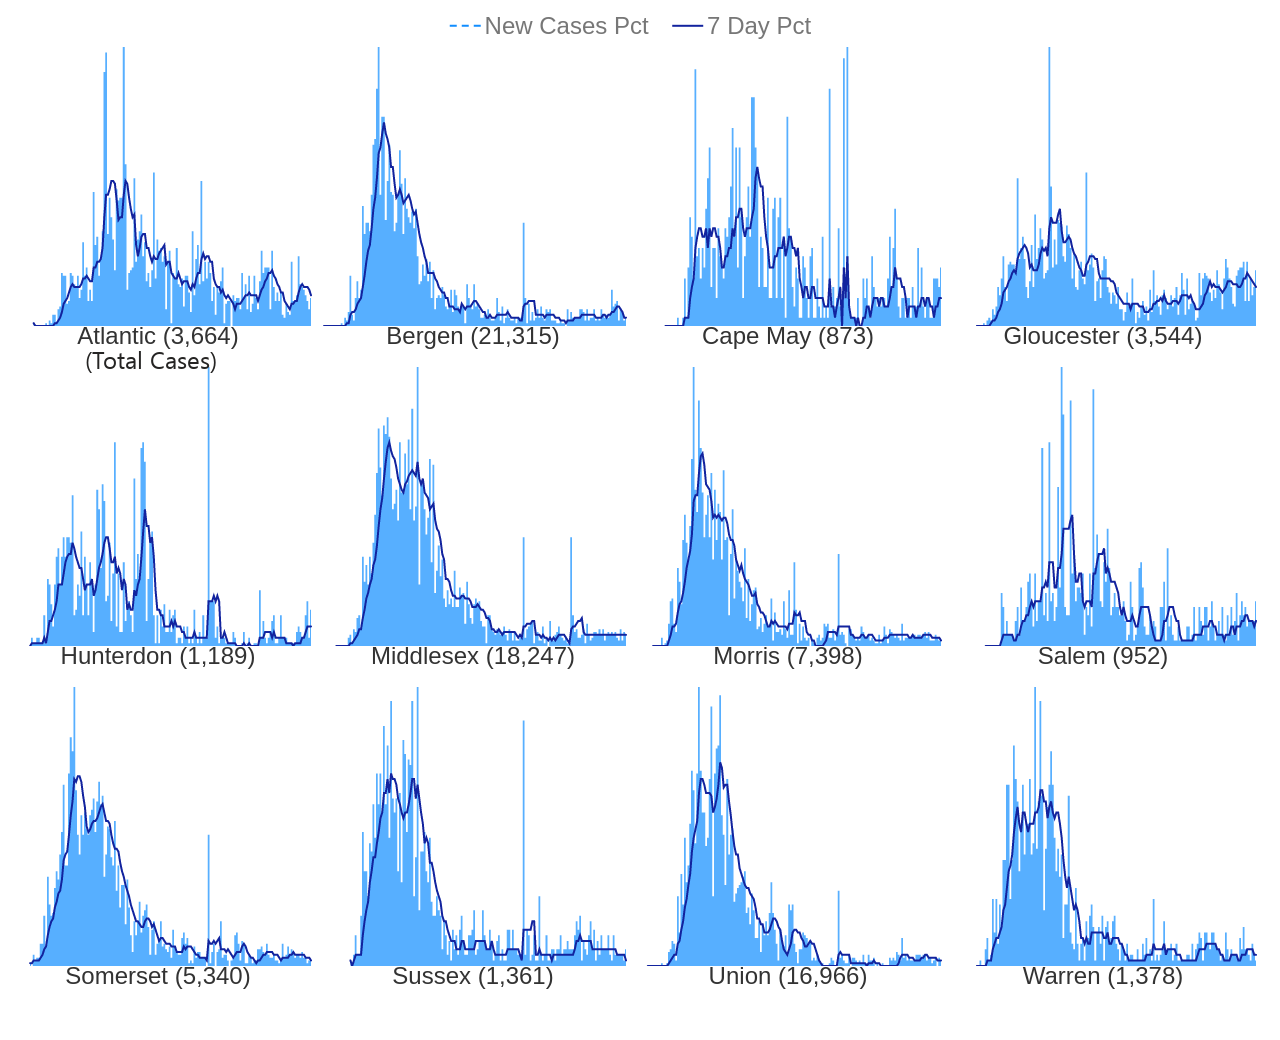 New Cases Pct 7 Day Pct
Atlantic (3,664) Bergen (21,315) Cape May (873) Gloucester (3,544)
(Total Cases)
Hunterdon (1,189) Middlesex (18,247) Morris (7,398) Salem (952)
Somerset (5,340) Sussex (1,361) Union (16,966) Warren (1,378)